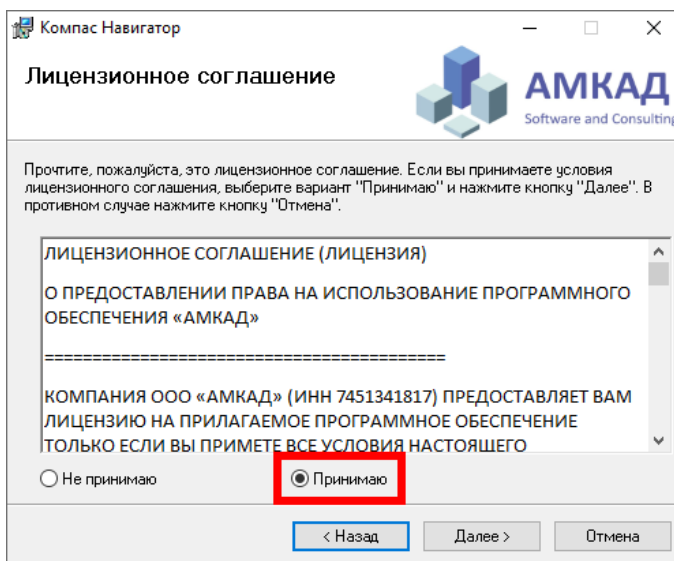 Компас Навигатор
Лицензионное соглашение
АМКАД
Software and Consulting
Прочтите, пожалуйста, это лицензионное соглашение. Если вы принимаете условия
лицензионного соглашения, выберите вариант "Принимаю" и нажмите кнопку "Далее". В
противном случае нажмите кнопку "Отмена".
ЛИЦЕНЗИОННОЕ СОГЛАШЕНИЕ (ЛИЦЕНЗИЯ)
О ПРЕДОСТАВЛЕНИИ ПРАВА НА ИСПОЛЬЗОВАНИЕ ПРОГРАММНОГО
ОБЕСПЕЧЕНИЯ «АМКАД»
==========================================
КОМПАНИЯ ООО «АМКАД» (ИНН 7451341817) ПРЕДОСТАВЛЯЕТ ВАМ
ЛИЦЕНЗИЮ НА ПРИЛАГАЕМОЕ ПРОГРАММНОЕ ОБЕСПЕЧЕНИЕ
ТОЛЬКО ЕСЛИ ВЫ ПРИМЕТЕ ВСЕ УСЛОВИЯ НАСТОЯЩЕГО
Не принимаю
Принимаю
< Назад
Далее >
Отмена